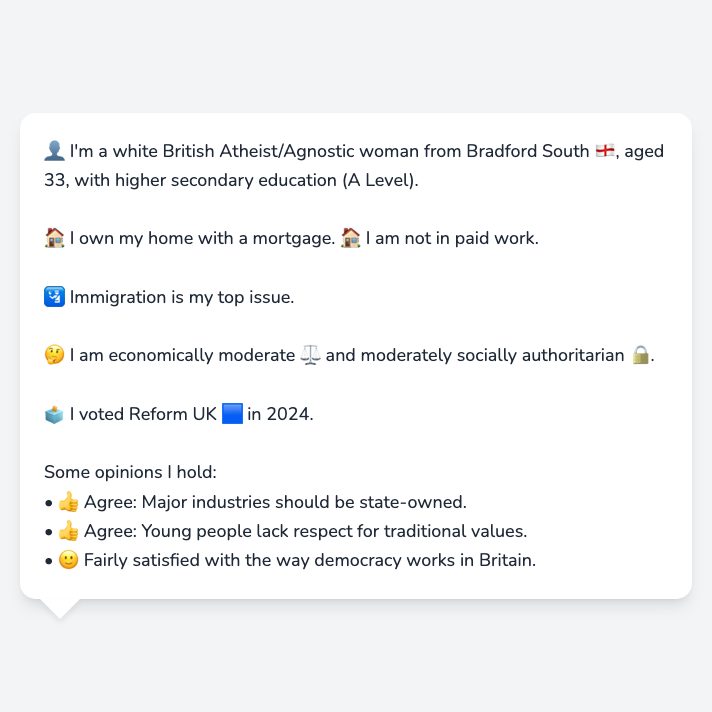 👤 I'm a white British Atheist/Agnostic woman from Bradford South 🏴󠁧󠁢󠁥󠁮󠁧󠁿, aged
33, with higher secondary education (A Level).
🏠 I own my home with a mortgage. 🏠 I am not in paid work.
🛂 Immigration is my top issue.
🤔 I am economically moderate ⚖️ and moderately socially authoritarian 🔒.
🗳️ I voted Reform UK 🟦 in 2024.
Some opinions I hold:
• 👍 Agree: Major industries should be state-owned.
• 👍 Agree: Young people lack respect for traditional values.
• 🙂 Fairly satisfied with the way democracy works in Britain.